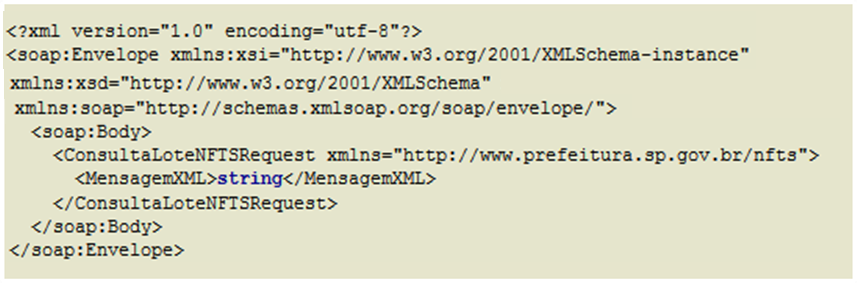 <?xml version="1.0" encoding="utf-8"?>
<soap:Envelope xmlns:xsi="http://www.w3.org/2001/XMLSchema-instance"
xmlns:xsd="http://www.w3.org/2001/XMLSchema"
xmlns:soap="http://schemas.xmlsoap.org/soap/envelope/">
<soap:Body>
<ConsultaLoteNFTSRequest xmlns="http://www.prefeitura.sp.gov.br/nfts">
<MensagemXML>string</MensagemXML>
</ConsultaLoteNFTSRequest>
</soap:Body>
</soap:Envelope>